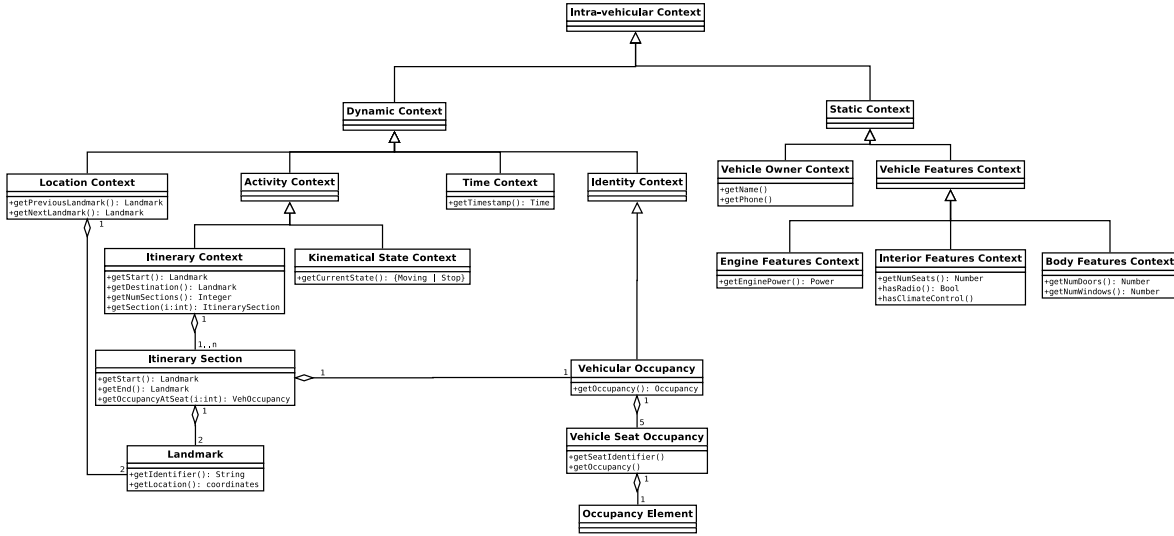 Intra-vehicular Context
Dynamic Context
Static Context
Location Context
+getPreviousLandmark(): Landmark
+getNextLandmark(): Landmark
1
Activity Context
Time Context
+getTimestamp(): Time
Identity Context
Vehicle Owner Context
+getName()
+getPhone()
Vehicle Features Context
Itinerary Context
+getStart(): Landmark
+getDestination(): Landmark
+getNumSections(): Integer
+getSection(i:int): ItinerarySection
1
1..n
Kinematical State Context
+getCurrentState(): {Moving | Stop}
Engine Features Context
+getEnginePower(): Power
Interior Features Context
+getNumSeats(): Number
+hasRadio(): Bool
+hasClimateControl()
Body Features Context
+getNumDoors(): Number
+getNumWindows(): Number
Itinerary Section
+getStart(): Landmark
+getEnd(): Landmark
+getOccupancyAtSeat(i:int): VehOccupancy
1
1
1
2
Vehicular Occupancy
+getOccupancy(): Occupancy
1
5
Vehicle Seat Occupancy
+getSeatIdentifier()
+getOccupancy()
1
1
Landmark
+getIdentifier(): String
+getLocation(): coordinates
2
Occupancy Element